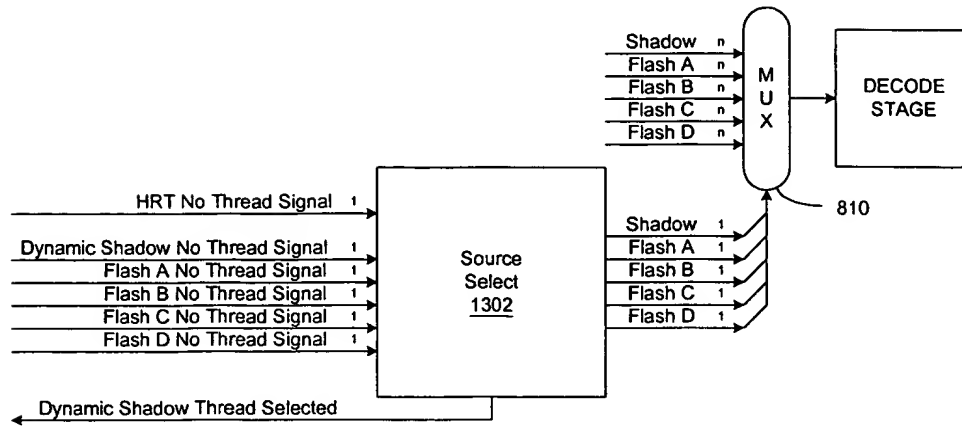 Shadow n
Flash A n
Flash B n
Flash C n
Flash D n
MUX
DECODE
STAGE
810
HRT No Thread Signal 1
Dynamic Shadow No Thread Signal 1
Flash A No Thread Signal 1
Flash B No Thread Signal 1
Flash C No Thread Signal 1
Flash D No Thread Signal 1
Source
Select
1302
Shadow 1
Flash A 1
Flash B 1
Flash C 1
Flash D 1
Dynamic Shadow Thread Selected